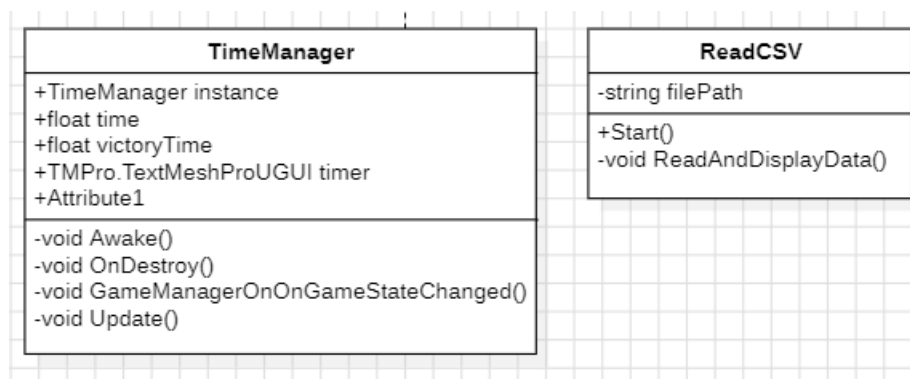 TimeManager
+TimeManager instance
+float time
+float victoryTime
+TMPro.TextMeshProUGUI timer
+Attribute1
-void Awake()
-void OnDestroy()
-void GameManagerOnOnGameStateChanged()
-void Update()
ReadCSV
-string filePath
+Start()
-void ReadAndDisplayData()